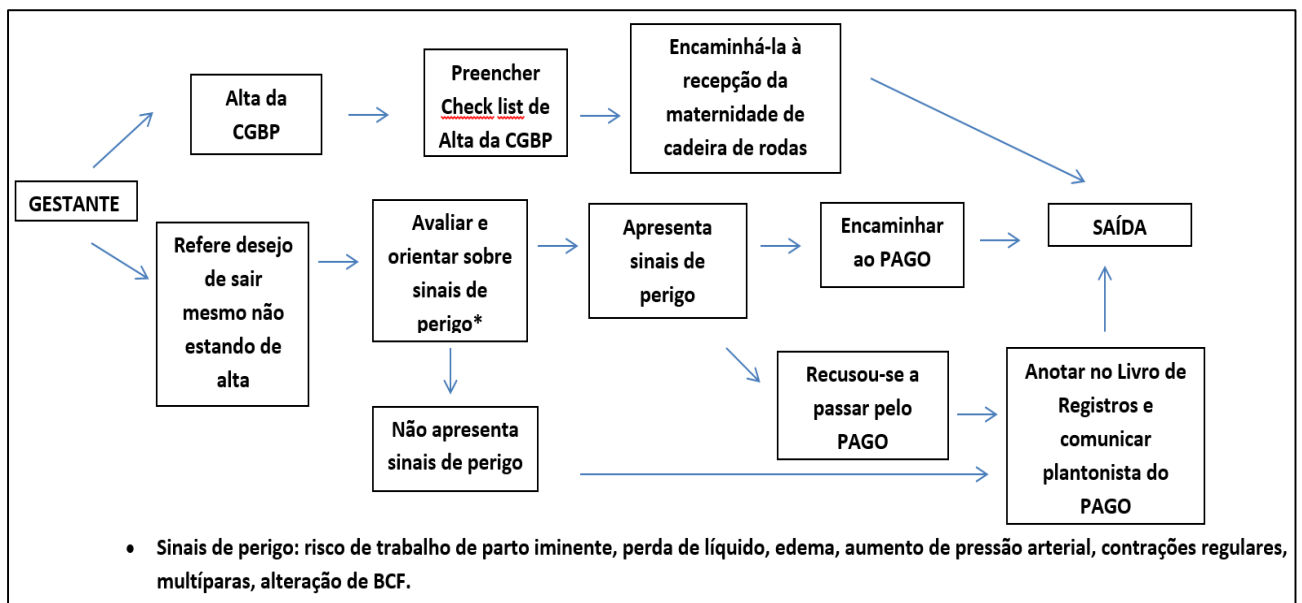 Alta da
CGBP
Preencher
Check list de
Alta da CGBP
Encaminhá-la à
recepção da
maternidade de
cadeira de rodas
GESTANTE
Refere desejo
de sair
mesmo não
estando de
alta
Avaliar e
orientar sobre
sinais de
perigo*
Apresenta
sinais de
perigo
Encaminhar
ao PAGO
SAÍDA
Não apresenta
sinais de perigo
Recusou-se a
passar pelo
PAGO
Anotar no Livro de
Registros e
comunicar
plantonista do
PAGO
• Sinais de perigo: risco de trabalho de parto iminente, perda de líquido, edema, aumento de pressão arterial, contrações regulares,
multíparas, alteração de BCF.